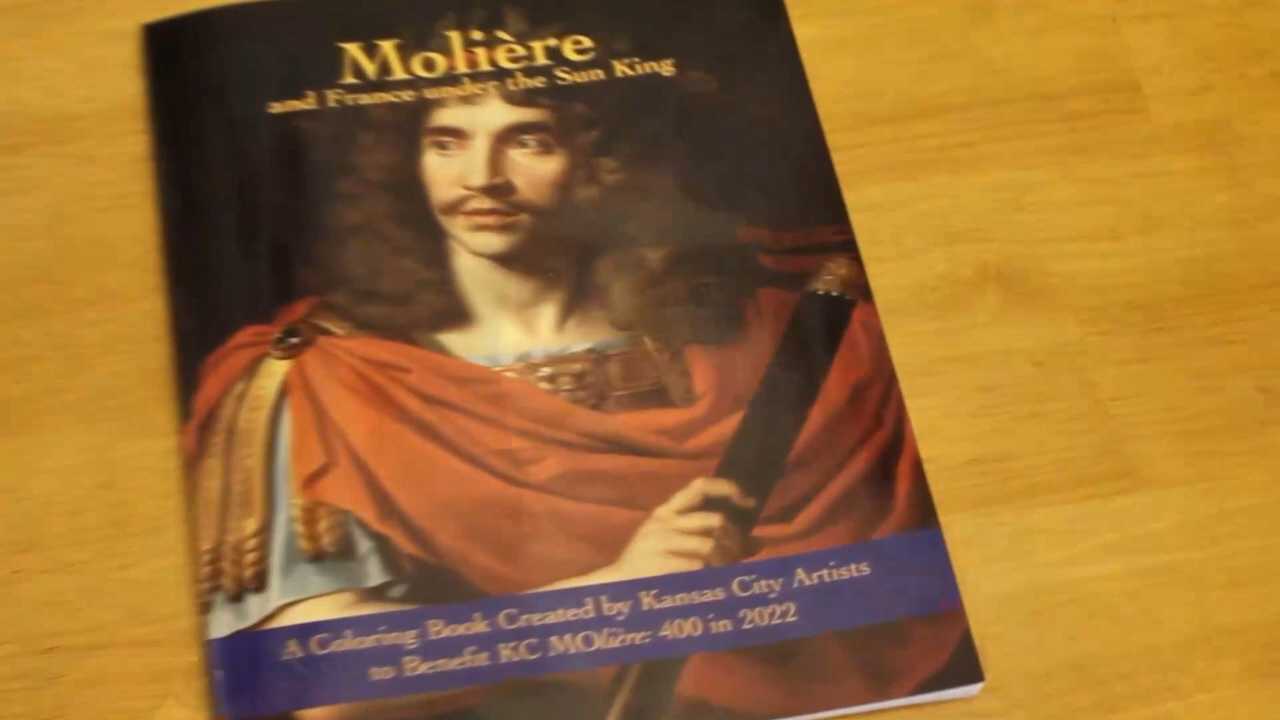 Molière
and France under the Sun King
A Coloring Book Created by Kansas City Artists
to Benefit KC MOlière: 400 in 2022